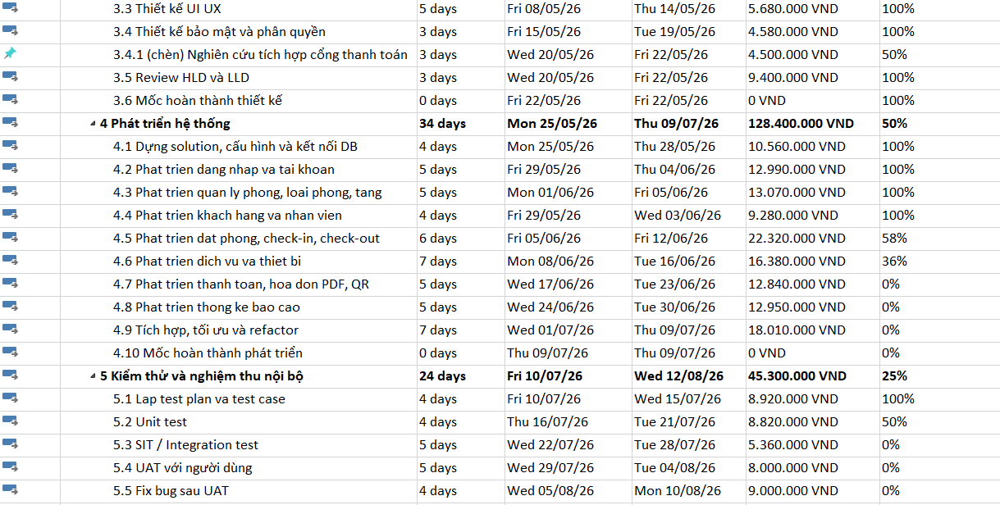 3.3 Thiết kế UI UX 5 days Fri 08/05/26 Thu 14/05/26 5.680.000 VND 100%
3.4 Thiết kế bảo mật và phân quyền 3 days Fri 15/05/26 Tue 19/05/26 4.580.000 VND 100%
3.4.1 (chèn) Nghiên cứu tích hợp cổng thanh toán 3 days Wed 20/05/26 Fri 22/05/26 4.500.000 VND 50%
3.5 Review HLD và LLD 3 days Wed 20/05/26 Fri 22/05/26 9.400.000 VND 100%
3.6 Mốc hoàn thành thiết kế 0 days Fri 22/05/26 Fri 22/05/26 0 VND 100%
4 Phát triển hệ thống 34 days Mon 25/05/26 Thu 09/07/26 128.400.000 VND 50%
4.1 Dựng solution, cấu hình và kết nối DB 4 days Mon 25/05/26 Thu 28/05/26 10.560.000 VND 100%
4.2 Phat trien dang nhap va tai khoan 5 days Fri 29/05/26 Thu 04/06/26 12.990.000 VND 100%
4.3 Phat trien quan ly phong, loai phong, tang 5 days Mon 01/06/26 Fri 05/06/26 13.070.000 VND 100%
4.4 Phat trien khach hang va nhan vien 4 days Fri 29/05/26 Wed 03/06/26 9.280.000 VND 100%
4.5 Phat trien dat phong, check-in, check-out 6 days Fri 05/06/26 Fri 12/06/26 22.320.000 VND 58%
4.6 Phat trien dich vu va thiet bi 7 days Mon 08/06/26 Tue 16/06/26 16.380.000 VND 36%
4.7 Phat trien thanh toan, hoa don PDF, QR 5 days Wed 17/06/26 Tue 23/06/26 12.840.000 VND 0%
4.8 Phat trien thong ke bao cao 5 days Wed 24/06/26 Tue 30/06/26 12.950.000 VND 0%
4.9 Tích hợp, tối ưu và refactor 7 days Wed 01/07/26 Thu 09/07/26 18.010.000 VND 0%
4.10 Mốc hoàn thành phát triển 0 days Thu 09/07/26 Thu 09/07/26 0 VND 0%
5 Kiểm thử và nghiệm thu nội bộ 24 days Fri 10/07/26 Wed 12/08/26 45.300.000 VND 25%
5.1 Lap test plan va test case 4 days Fri 10/07/26 Wed 15/07/26 8.920.000 VND 100%
5.2 Unit test 4 days Thu 16/07/26 Tue 21/07/26 8.820.000 VND 50%
5.3 SIT / Integration test 5 days Wed 22/07/26 Tue 28/07/26 5.360.000 VND 0%
5.4 UAT với người dùng 5 days Wed 29/07/26 Tue 04/08/26 8.000.000 VND 0%
5.5 Fix bug sau UAT 4 days Wed 05/08/26 Mon 10/08/26 9.000.000 VND 0%